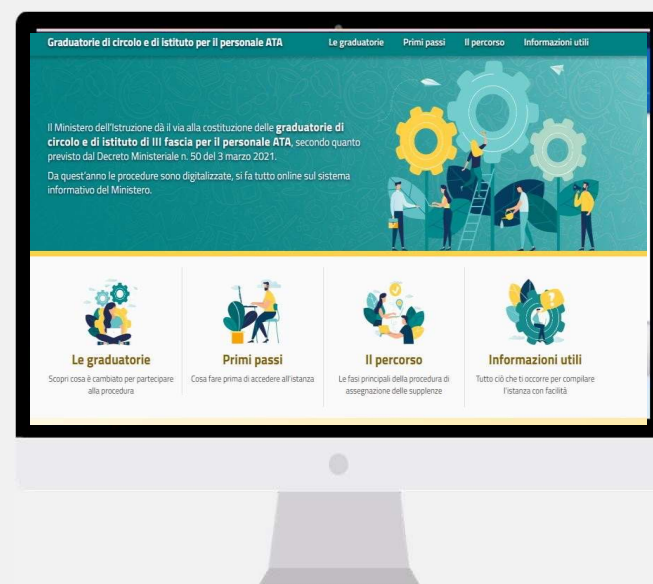 Graduatorie di circolo e di istituto per il personale ATA
Le graduatorie
Primi passi
Il percorso
Informazioni utili
Il Ministero dell'Istruzione dà il via alla costituzione delle graduatorie di
circolo e di istituto di III fascia per il personale ATA, secondo quanto
previsto dal Decreto Ministeriale n. 50 del 3 marzo 2021.
Da quest'anno le procedure sono digitalizzate, si fa tutto online sul sistema
informativo del Ministero.
Le graduatorie
Scopri cosa è cambiato per partecipare
alla procedura
Primi passi
Cosa fare prima di accedere all'istanza
Il percorso
Le fasi principali della procedura di
assegnazione delle supplenze
Informazioni utili
Tutto ciò che ti occorre per compilare
l'istanza con facilità